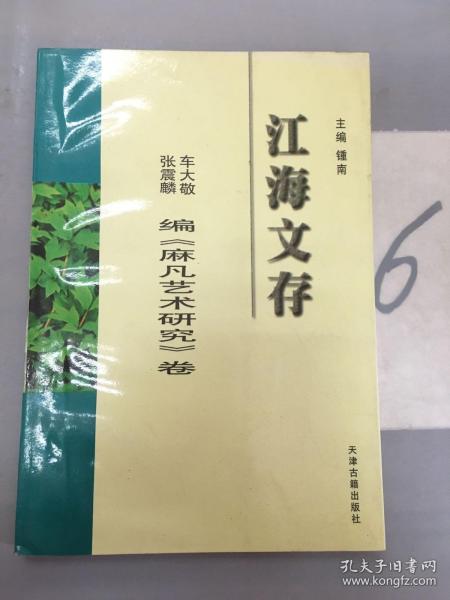 主编 锺南
江海文存
车大敬
张震麟
编《麻凡艺术研究》卷
天津古籍出版社
6
孔夫子旧书网
www.kongfz.com